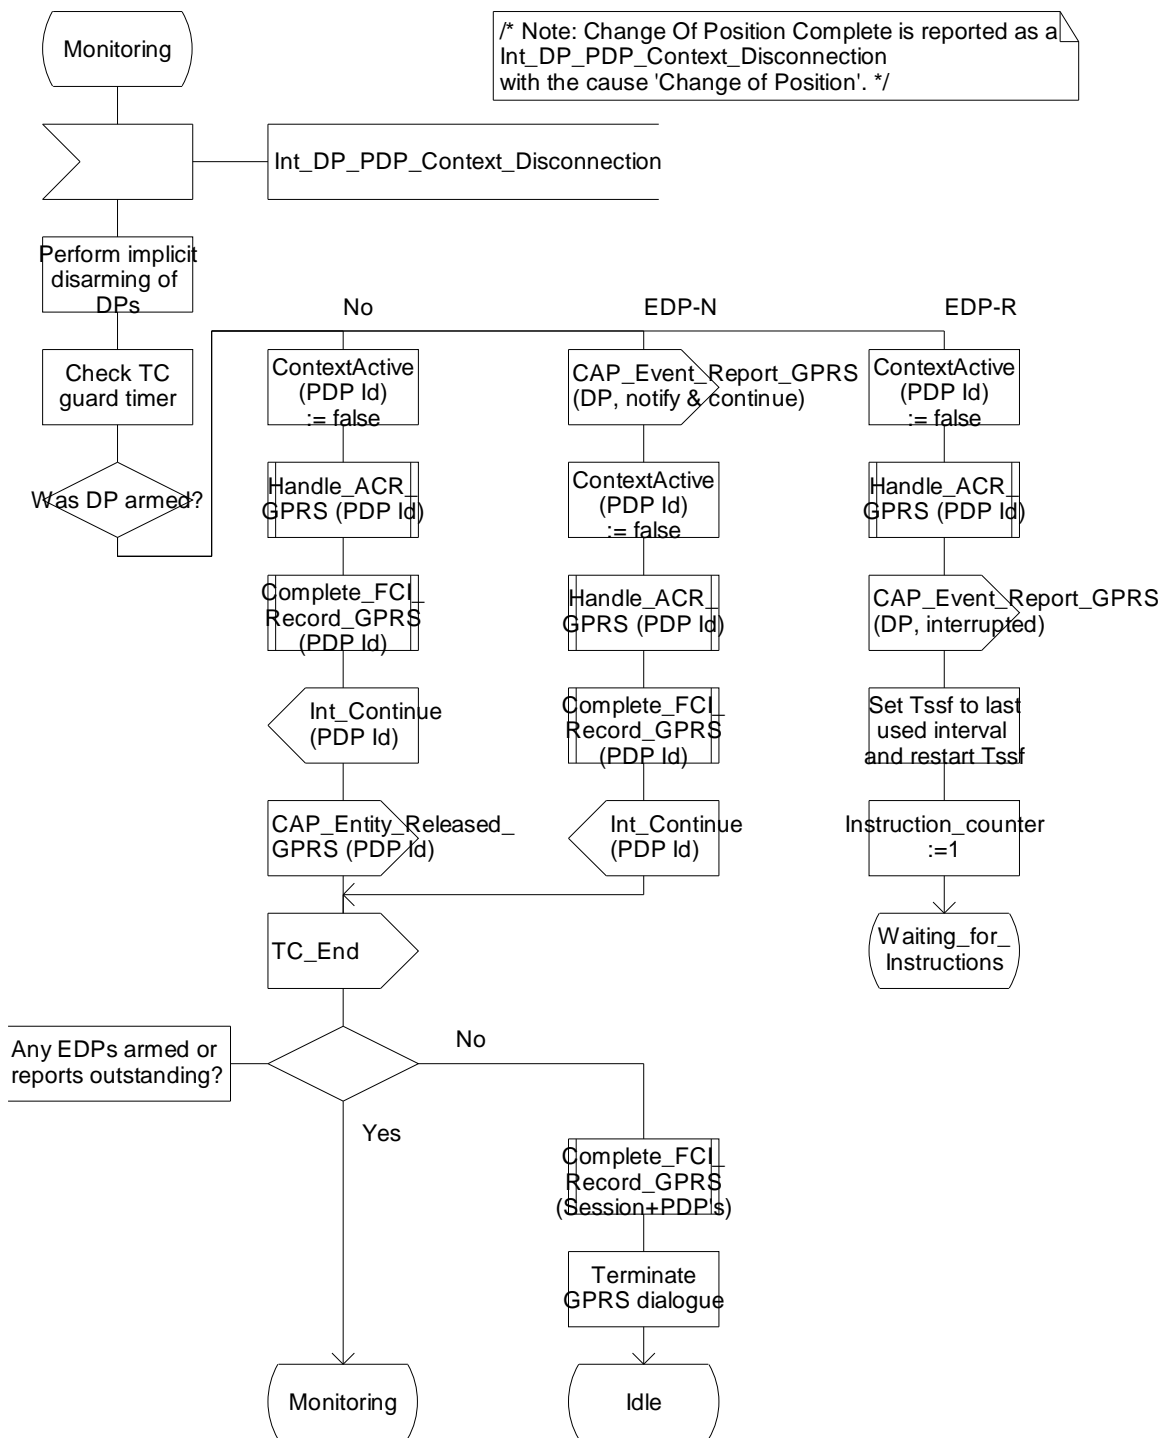 Monitoring
/* Note: Change Of Position Complete is reported as a
Int_DP_PDP_Context_Disconnection
with the cause 'Change of Position'. */
Int_DP_PDP_Context_Disconnection
Perform implicit
disarming of
DPs
Check TC
guard timer
Was DP armed?
No
EDP-N
EDP-R
ContextActive
(PDP Id)
:= false
Handle_ACR_
GPRS (PDP Id)
Complete_FCI_
Record_GPRS
(PDP Id)
Int_Continue
(PDP Id)
CAP_Entity_Released_
GPRS (PDP Id)
CAP_Event_Report_GPRS
(DP, notify & continue)
ContextActive
(PDP Id)
:= false
Handle_ACR_
GPRS (PDP Id)
Complete_FCI_
Record_GPRS
(PDP Id)
Int_Continue
(PDP Id)
ContextActive
(PDP Id)
:= false
Handle_ACR_
GPRS (PDP Id)
CAP_Event_Report_GPRS
(DP, interrupted)
Set Tssf to last
used interval
and restart Tssf
Instruction_counter
:=1
Waiting_for_
Instructions
TC_End
Any EDPs armed or
reports outstanding?
No
Yes
Complete_FCI_
Record_GPRS
(Session+PDP's)
Terminate
GPRS dialogue
Monitoring
Idle